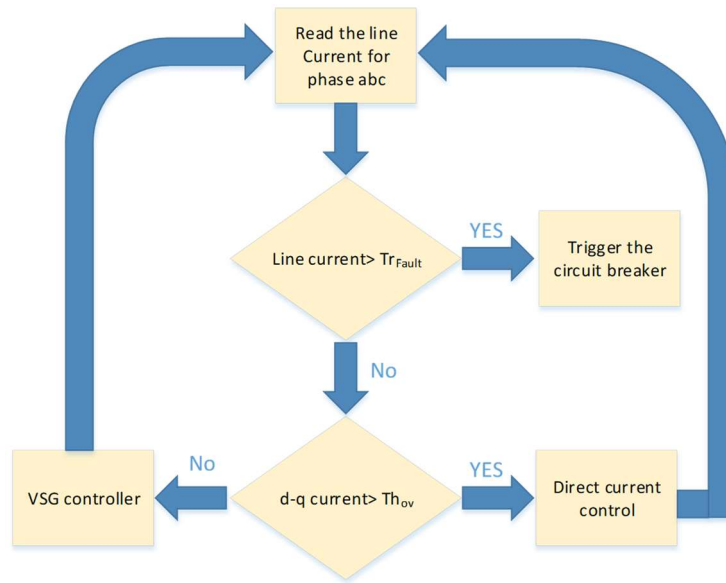 Read the line
Current for
phase abc
Line current> Tr_Fault
YES
Trigger the
circuit breaker
No
No
VSG controller
d-q current> Th_ov
YES
Direct current
control